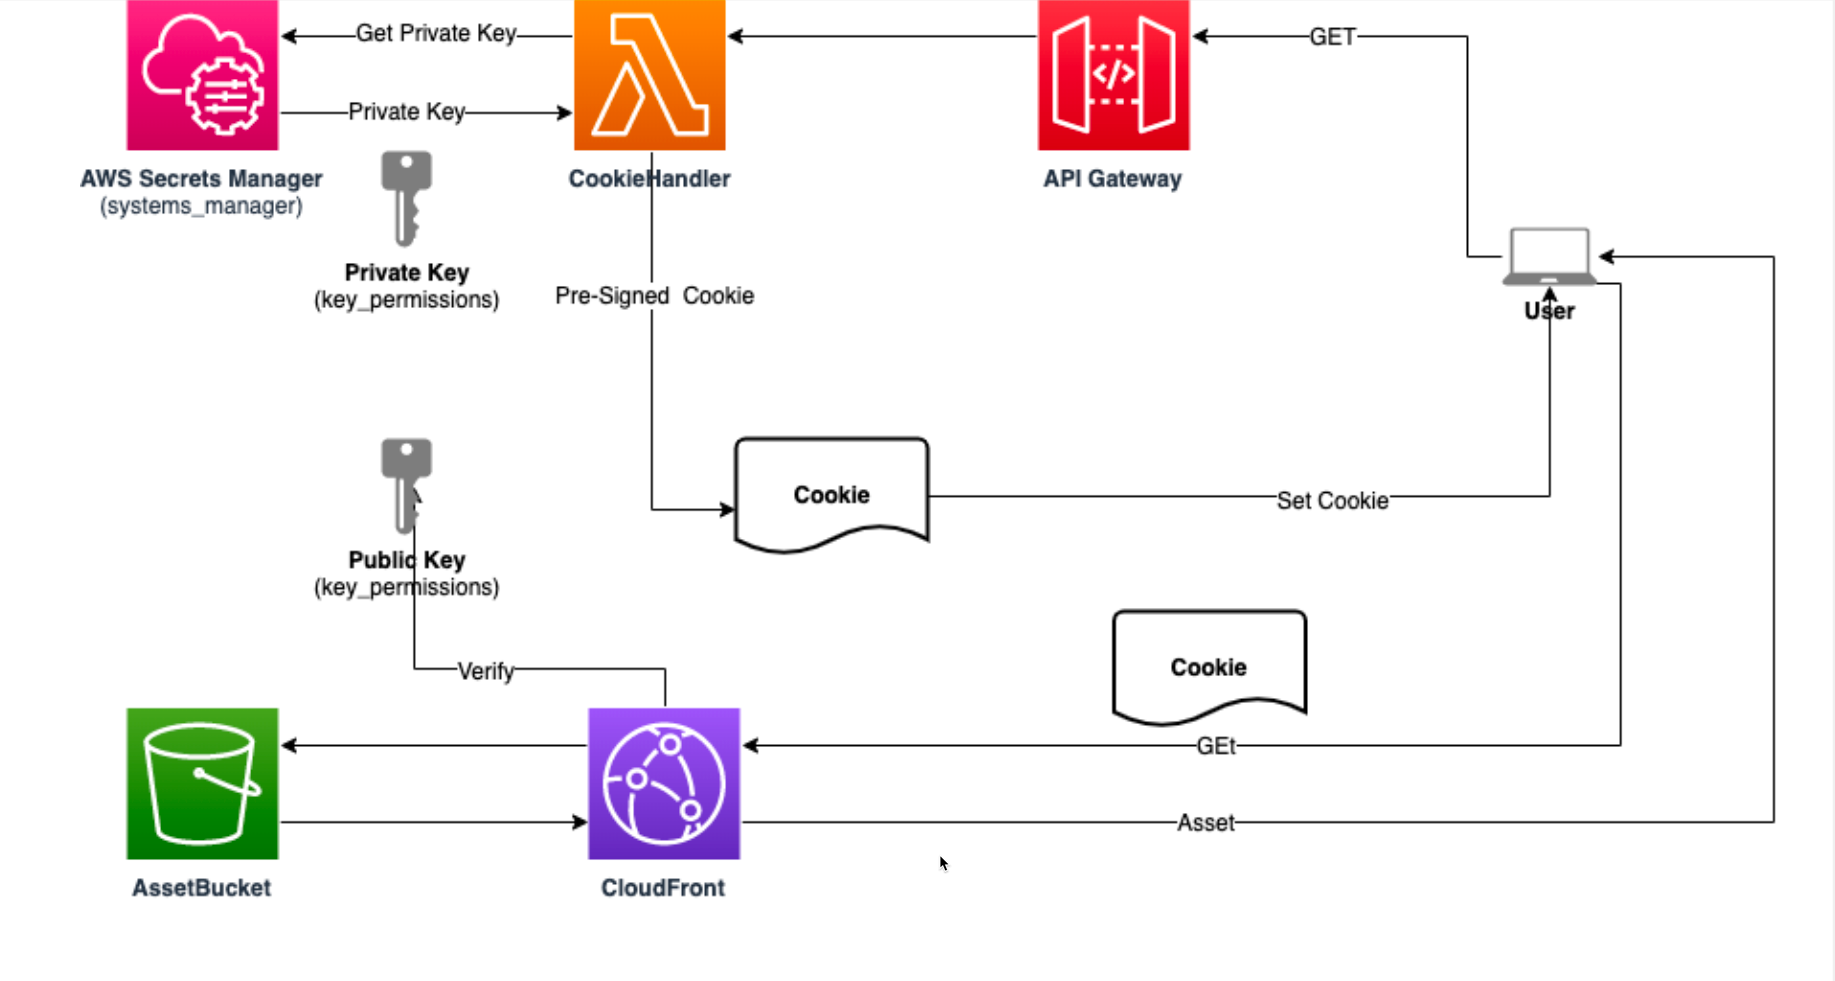 Get Private Key
GET
</>
Private Key
AWS Secrets Manager
(systems_manager)
CookieHandler
API Gateway
Private Key
(key_permissions)
Pre-Signed Cookie
User
Cookie
Set Cookie
Public Key
(key_permissions)
Cookie
Verify
GEt
Asset
AssetBucket
CloudFront